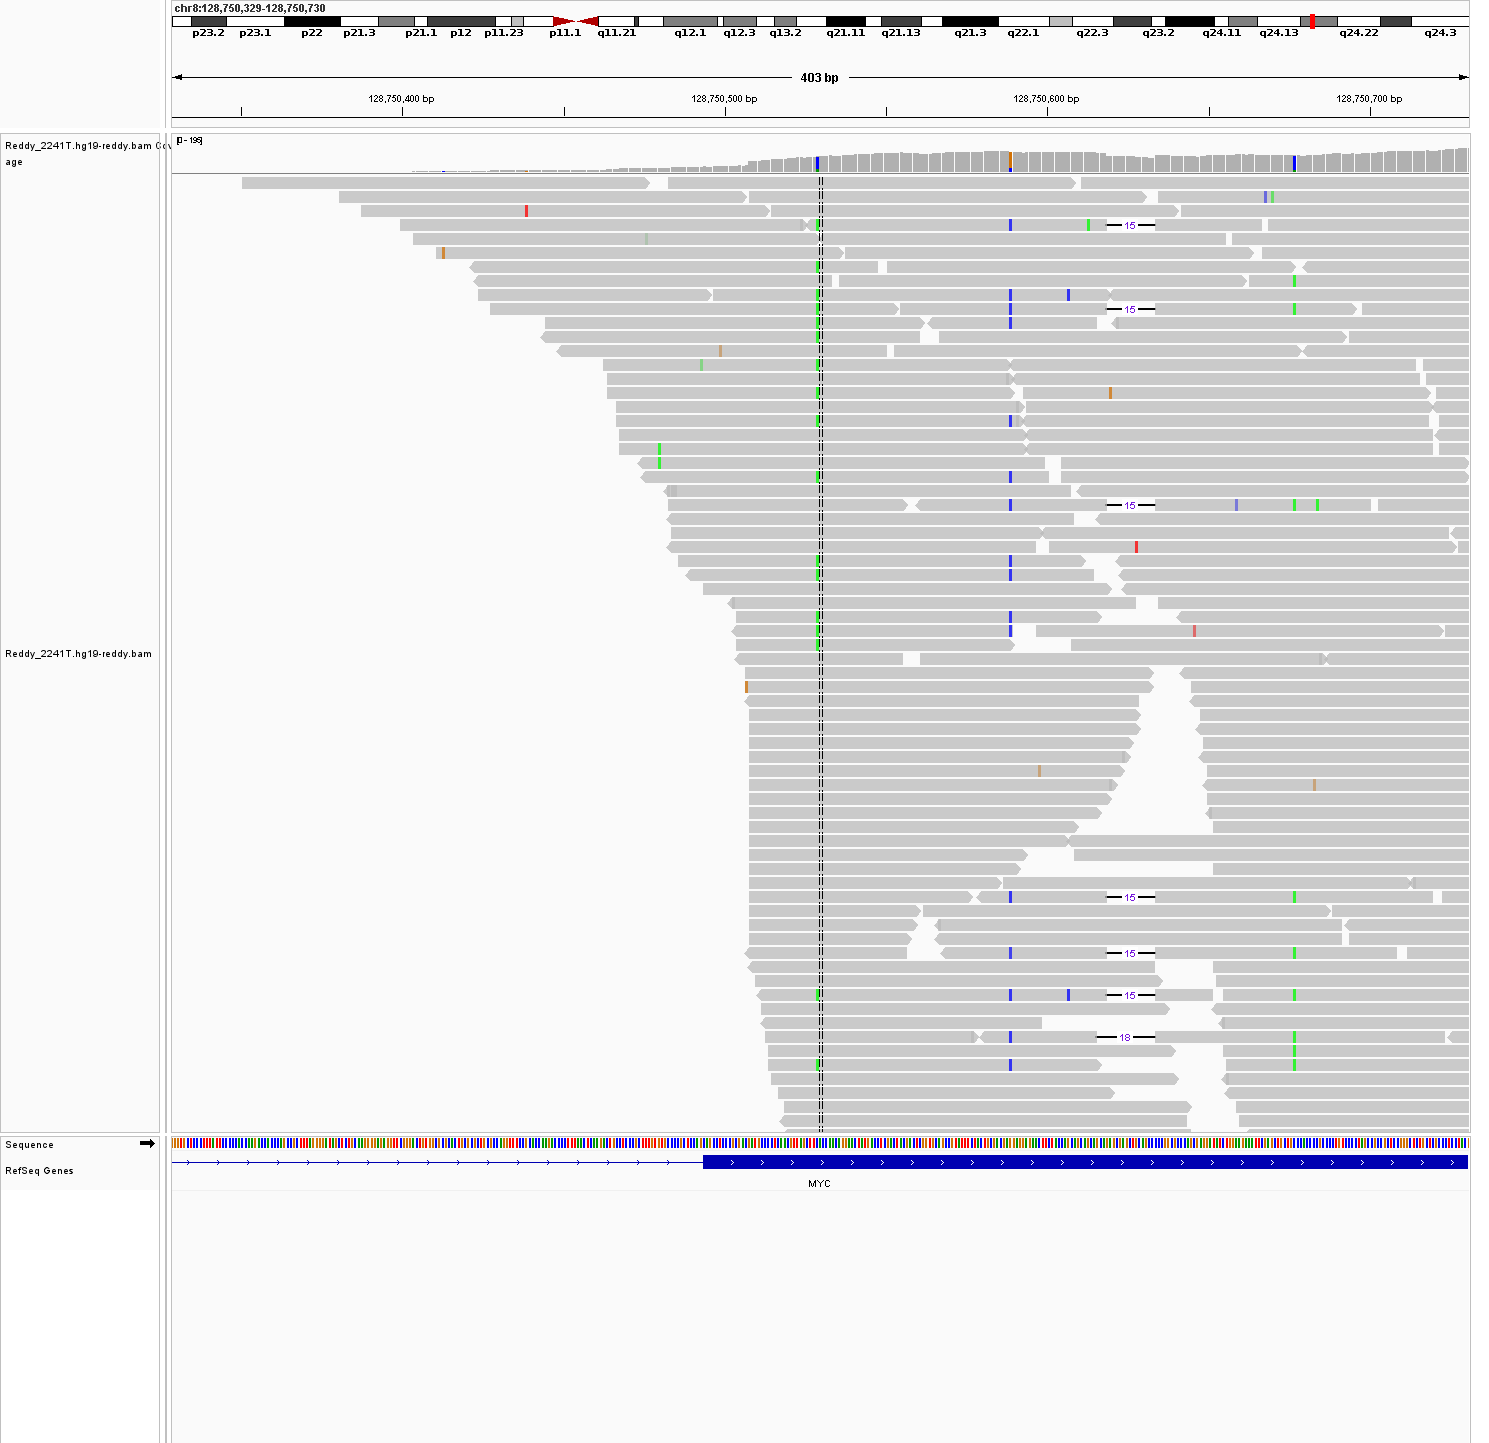 chr8:128,750,329-128,750,730
p23.2 p23.1 p22 p21.3 p21.1 p12 p11.23 p11.1 q11.21 q12.1 q12.3 q13.2 q21.11 q21.13 q21.3 q22.1 q22.3 q23.2 q24.11 q24.13 q24.22 q24.3
403 bp
128,750,400 bp 128,750,500 bp 128,750,600 bp 128,750,700 bp
[0 - 195]
Reddy_2241T.hg19-reddy.bam Cov
age
15
15
15
Reddy_2241T.hg19-reddy.bam
15
15
15
18
Sequence
RefSeq Genes
MYC